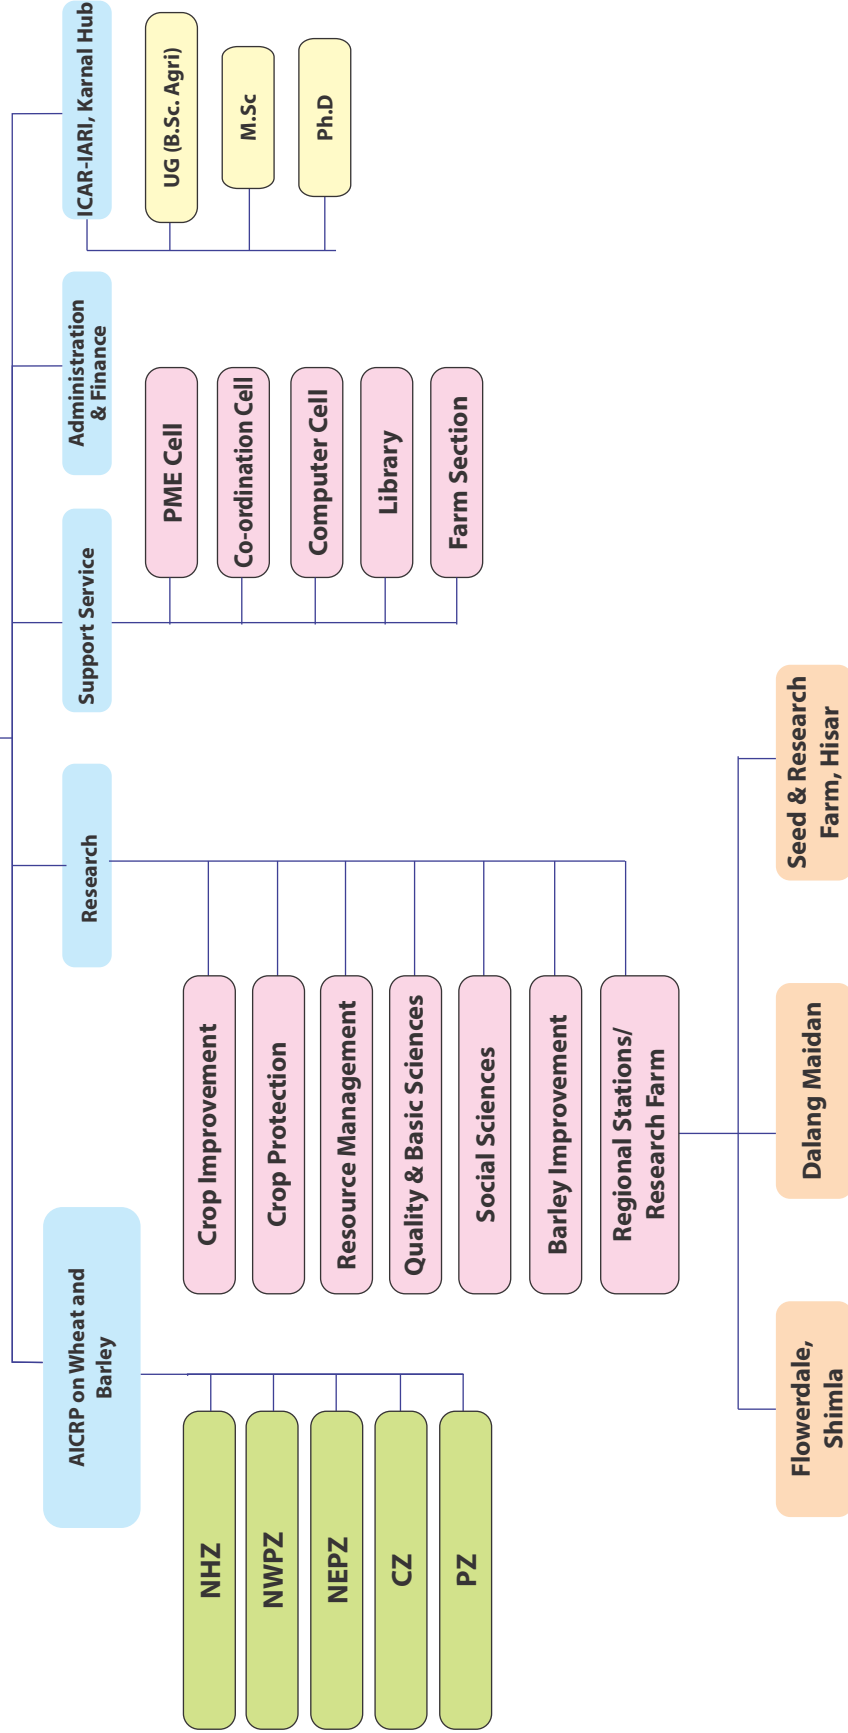 AICRP on Wheat and
Barley
Research
Support Service
Administration
& Finance
ICAR-IARI, Karnal Hub
NHZ
NWPZ
NEPZ
CZ
PZ
Crop Improvement
Crop Protection
Resource Management
Quality & Basic Sciences
Social Sciences
Barley Improvement
Regional Stations/
Research Farm
PME Cell
Co-ordination Cell
Computer Cell
Library
Farm Section
UG (B.Sc. Agri)
M.Sc
Ph.D
Flowerdale,
Shimla
Dalang Maidan
Seed & Research
Farm, Hisar